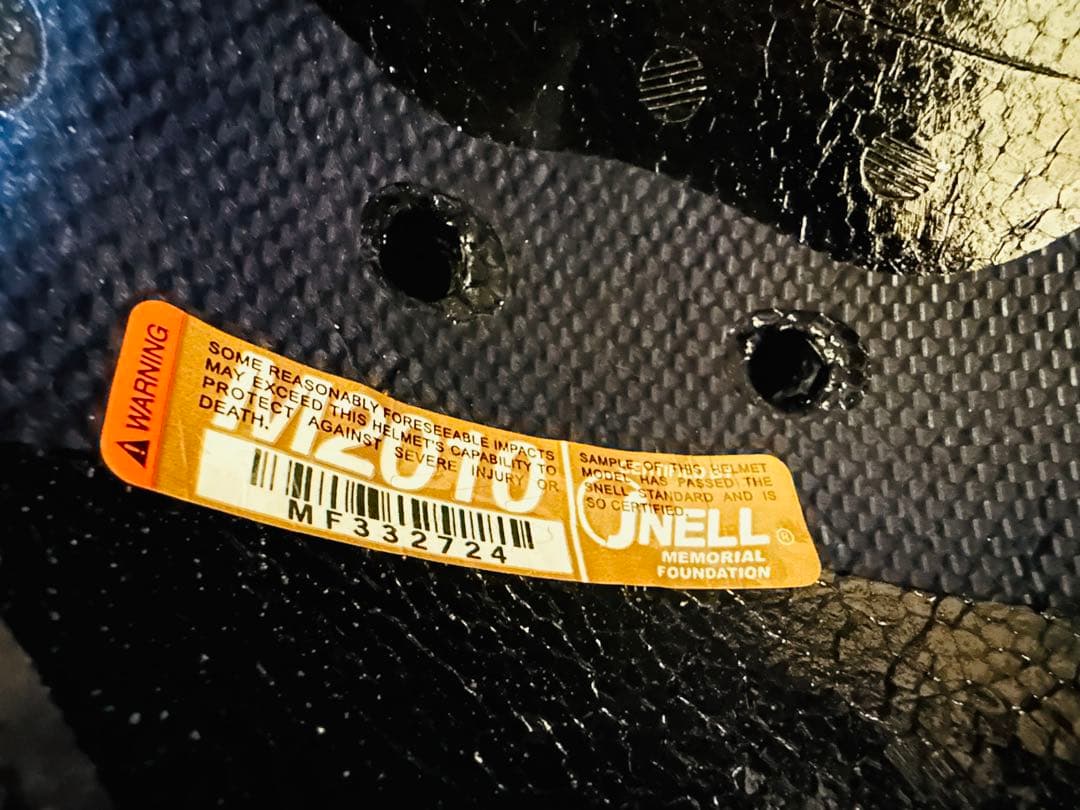 WARNING
SOME REASONABLY FORESEEABLE IMPACTS
MAY EXCEED THIS HELMET'S CAPABILITY TO
PROTECT AGAINST SEVERE INJURY OR
DEATH.
M2010
MF332724
SAMPLE OF THIS HELMET
MODEL HAS PASSED THE
SNELL STANDARD AND IS
SO CERTIFIED.
SNELL ®
MEMORIAL
FOUNDATION